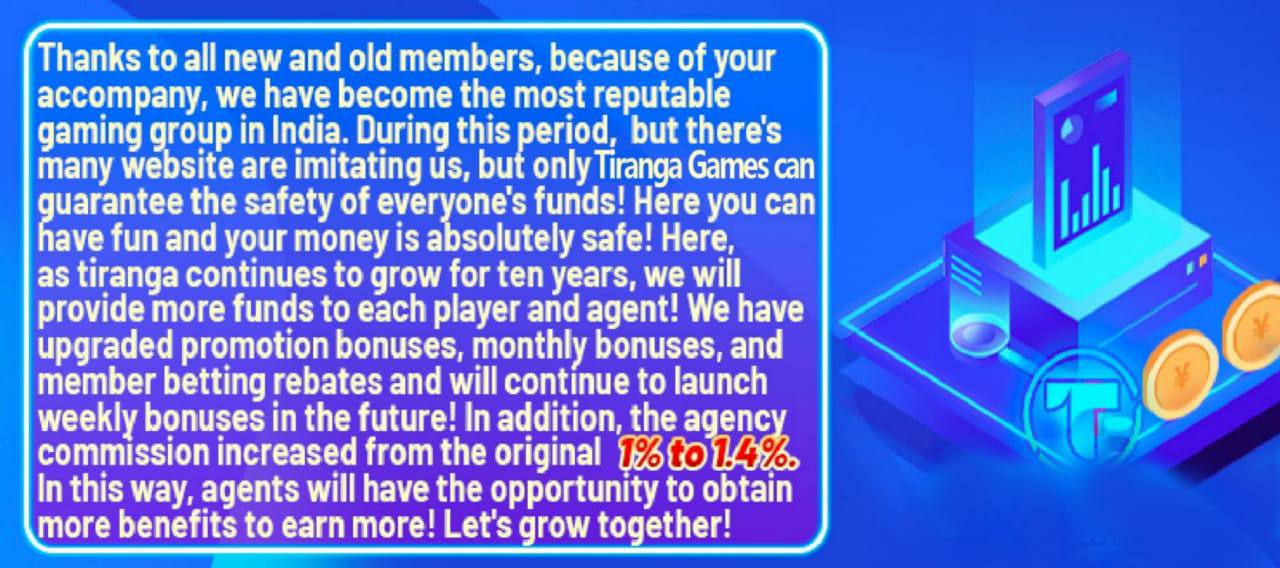 Thanks to all new and old members, because of your
accompany, we have become the most reputable
gaming group in India. During this period, but there's
many website are imitating us, but only Tiranga Games can
guarantee the safety of everyone's funds! Here you can
have fun and your money is absolutely safe! Here,
as tiranga continues to grow for ten years, we will
provide more funds to each player and agent! We have
upgraded promotion bonuses, monthly bonuses, and
member betting rebates and will continue to launch
weekly bonuses in the future! In addition, the agency
commission increased from the original 1% to 1.4%.
In this way, agents will have the opportunity to obtain
more benefits to earn more! Let's grow together!
¥
¥
TG